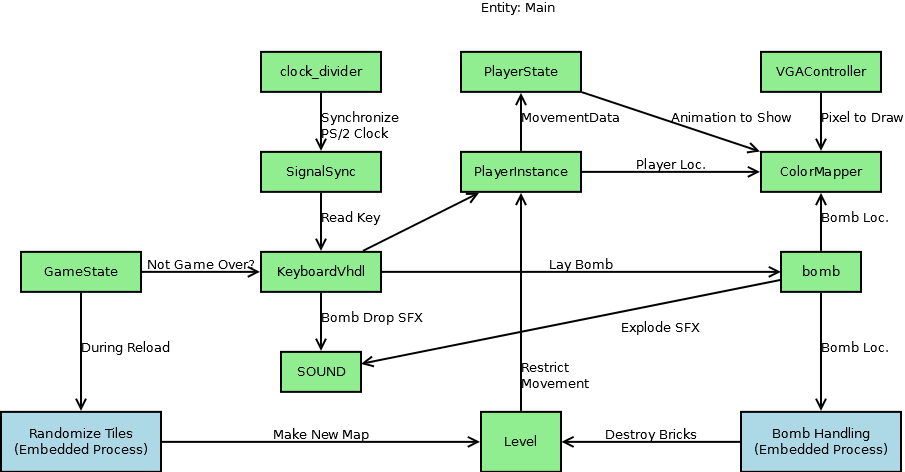 Entity: Main
clock_divider
PlayerState
VGAController
Synchronize
PS/2 Clock
MovementData
Animation to Show
Pixel to Draw
SignalSync
PlayerInstance
Player Loc.
ColorMapper
Read Key
Bomb Loc.
GameState
Not Game Over?
KeyboardVhdl
Lay Bomb
bomb
Bomb Drop SFX
Explode SFX
During Reload
Bomb Loc.
SOUND
Restrict
Movement
Randomize Tiles
(Embedded Process)
Make New Map
Level
Destroy Bricks
Bomb Handling
(Embedded Process)